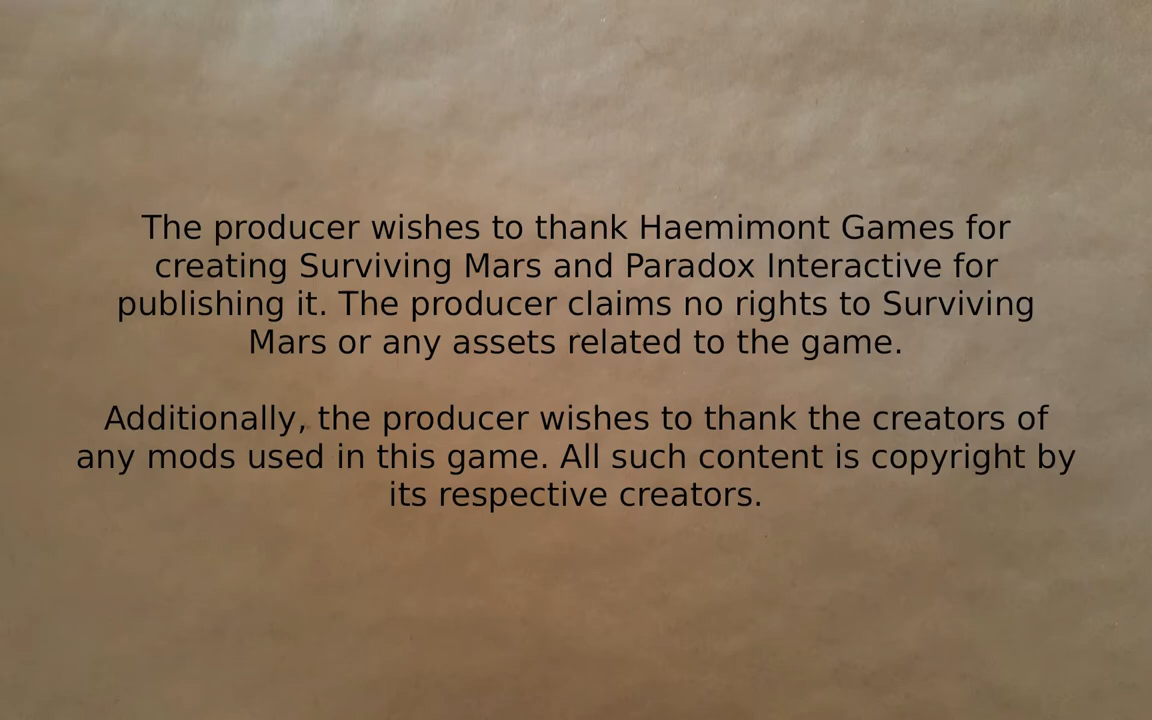 The producer wishes to thank Haemimont Games for
creating Surviving Mars and Paradox Interactive for
publishing it. The producer claims no rights to Surviving
Mars or any assets related to the game.
Additionally, the producer wishes to thank the creators of
any mods used in this game. All such content is copyright by
its respective creators.